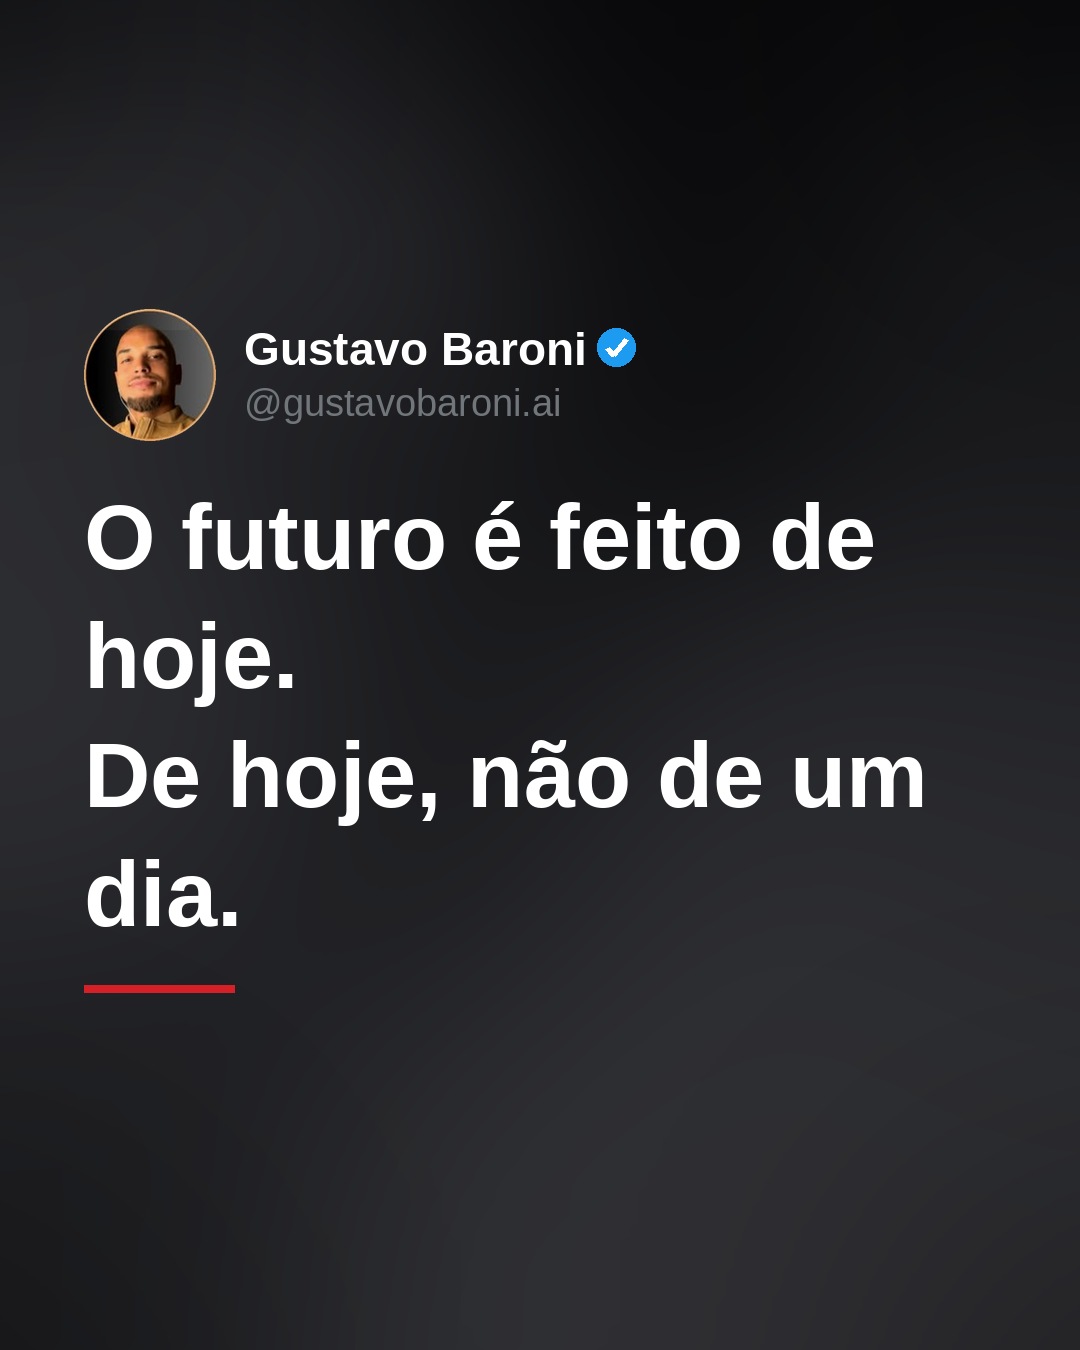 Gustavo Baroni
@gustavobaroni.ai
O futuro é feito de
hoje.
De hoje, não de um
dia.